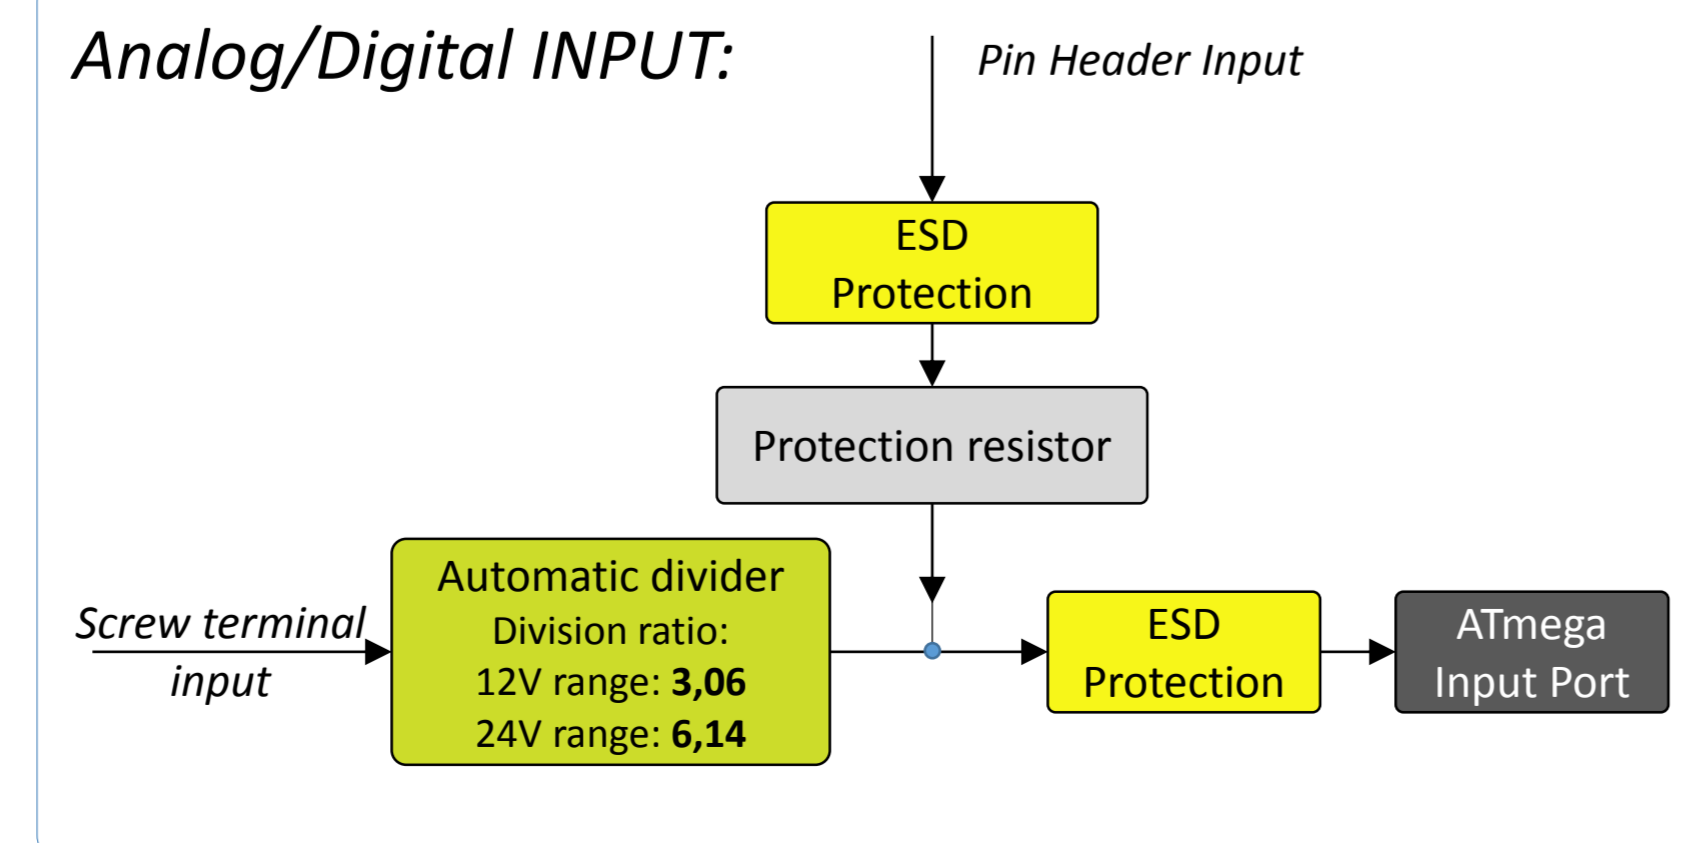 Analog/Digital INPUT:
Pin Header Input
ESD
Protection
Protection resistor
Screw terminal
input
Automatic divider
Division ratio:
12V range: 3,06
24V range: 6,14
ESD
Protection
ATmega
Input Port